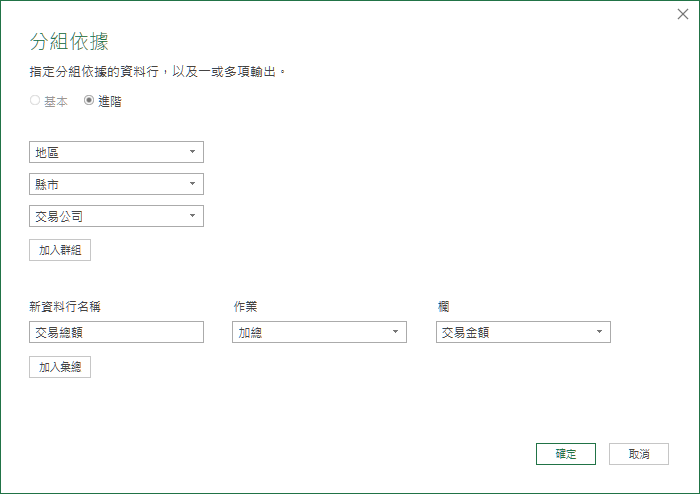 分組依據
指定分組依據的資料行，以及一或多項輸出。
基本 進階
地區
縣市
交易公司
加入群組
新資料行名稱 作業 欄
交易總額 加總 交易金額
加入彙總
確定 取消